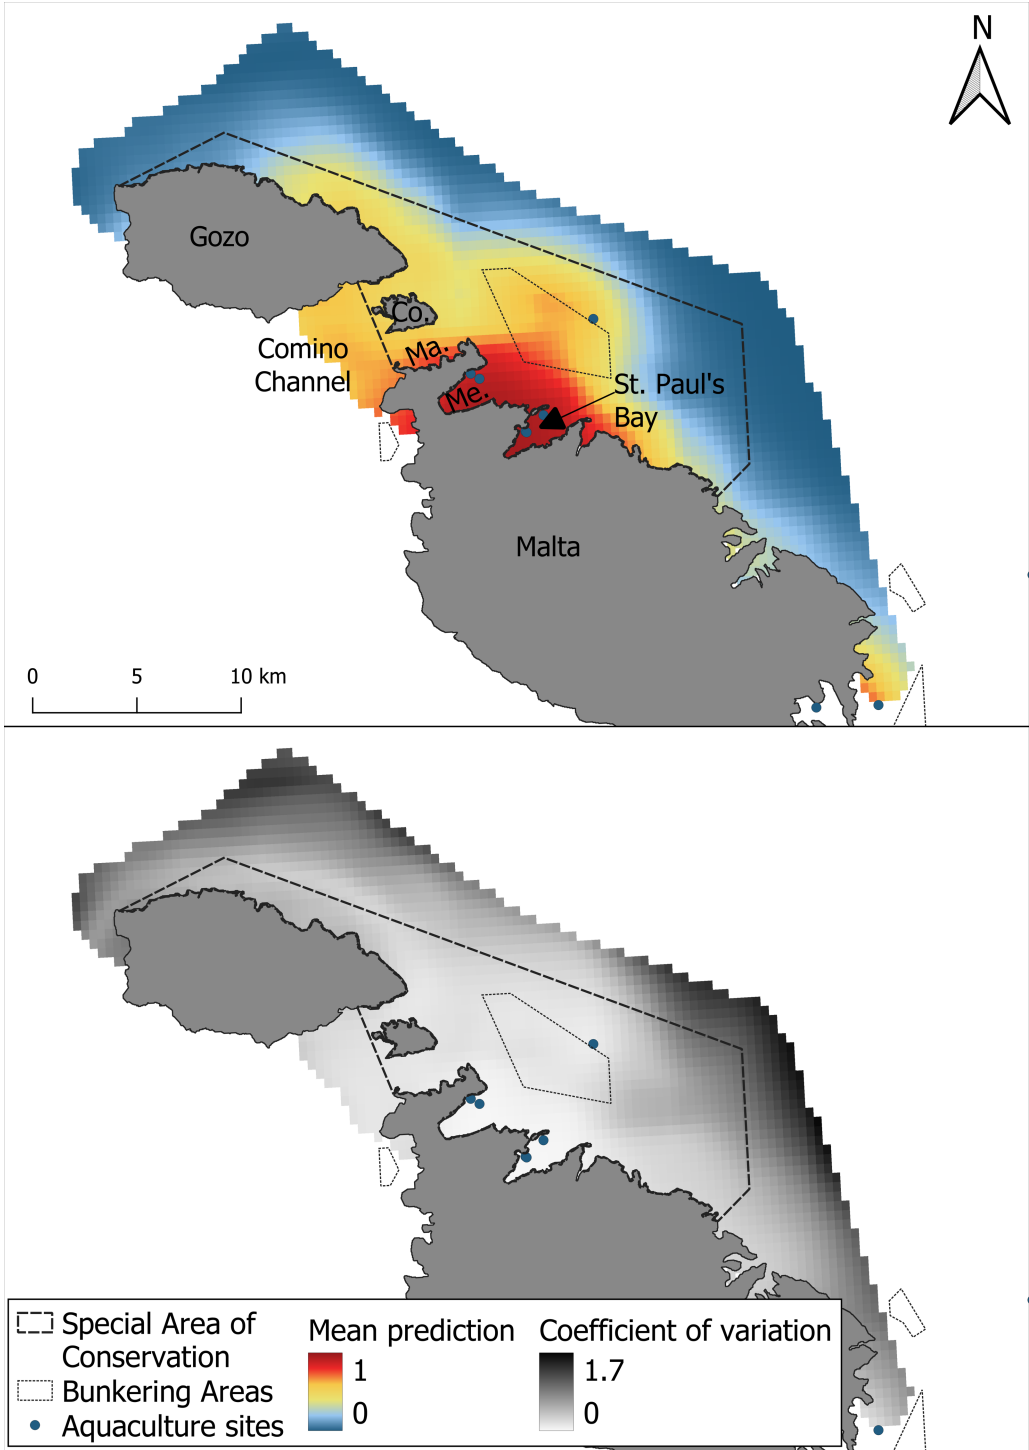 N
Gozo
Co.
Ma.
Comino
Channel
Me.
St. Paul's
Bay
Malta
0 5 10 km
Special Area of
Conservation
Bunkering Areas
Aquaculture sites
Mean prediction
1
0
Coefficient of variation
1.7
0